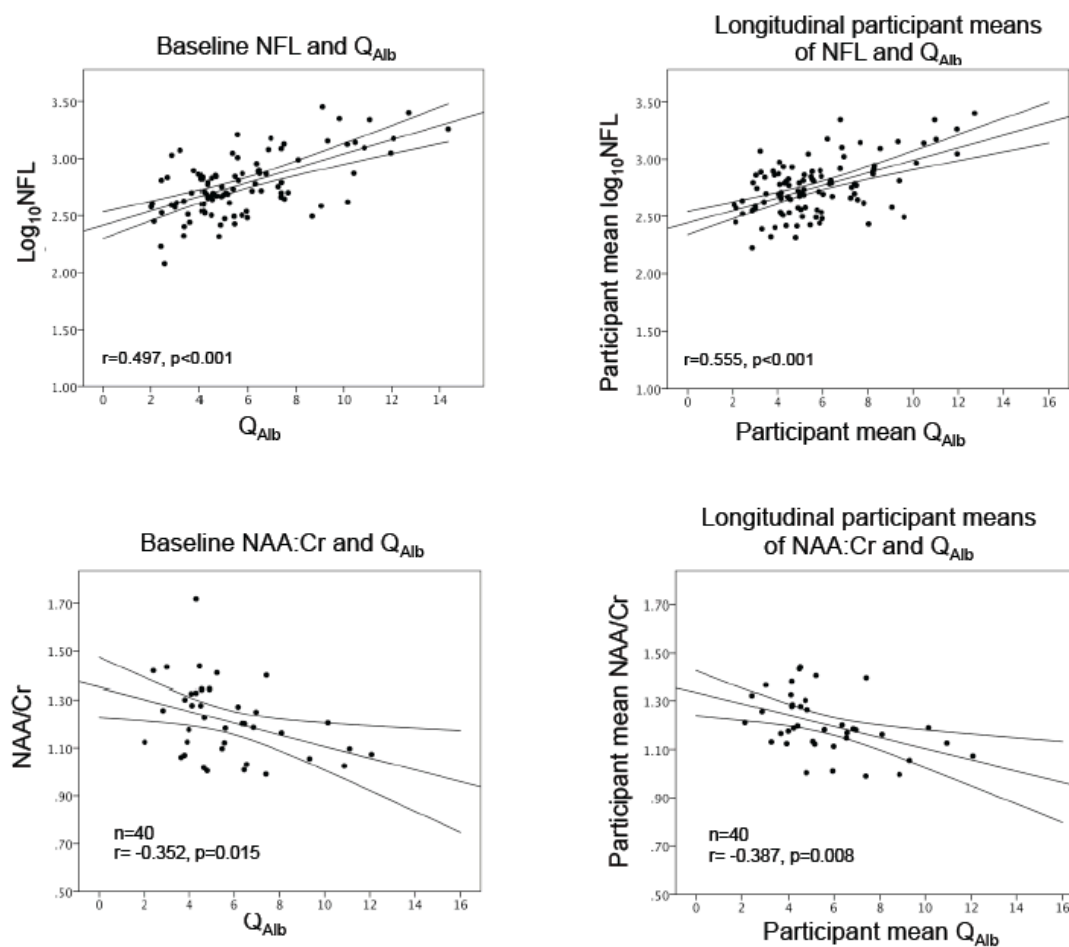 Baseline NFL and QAlb
Log10NFL
3.50
3.00
2.50
2.00
1.50
1.00
r=0.497, p<0.001
0 2 4 6 8 10 12 14
QAlb
Longitudinal participant means
of NFL and QAlb
Participant mean log10NFL
3.50
3.00
2.50
2.00
1.50
1.00
r=0.555, p<0.001
0 2 4 6 8 10 12 14 16
Participant mean QAlb
Baseline NAA:Cr and QAlb
NAA/Cr
1.70
1.50
1.30
1.10
.90
.70
.50
n=40
r= -0.352, p=0.015
0 2 4 6 8 10 12 14 16
QAlb
Longitudinal participant means
of NAA:Cr and QAlb
Participant mean NAA/Cr
1.70
1.50
1.30
1.10
.90
.70
.50
n=40
r= -0.387, p=0.008
0 2 4 6 8 10 12 14 16
Participant mean QAlb